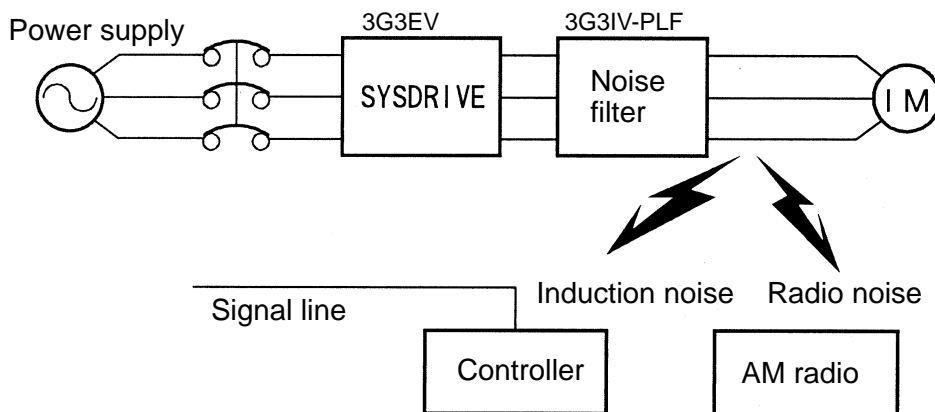 Power supply
3G3EV
3G3IV-PLF
SYSDRIVE
Noise
filter
IM
Induction noise
Radio noise
Signal line
Controller
AM radio